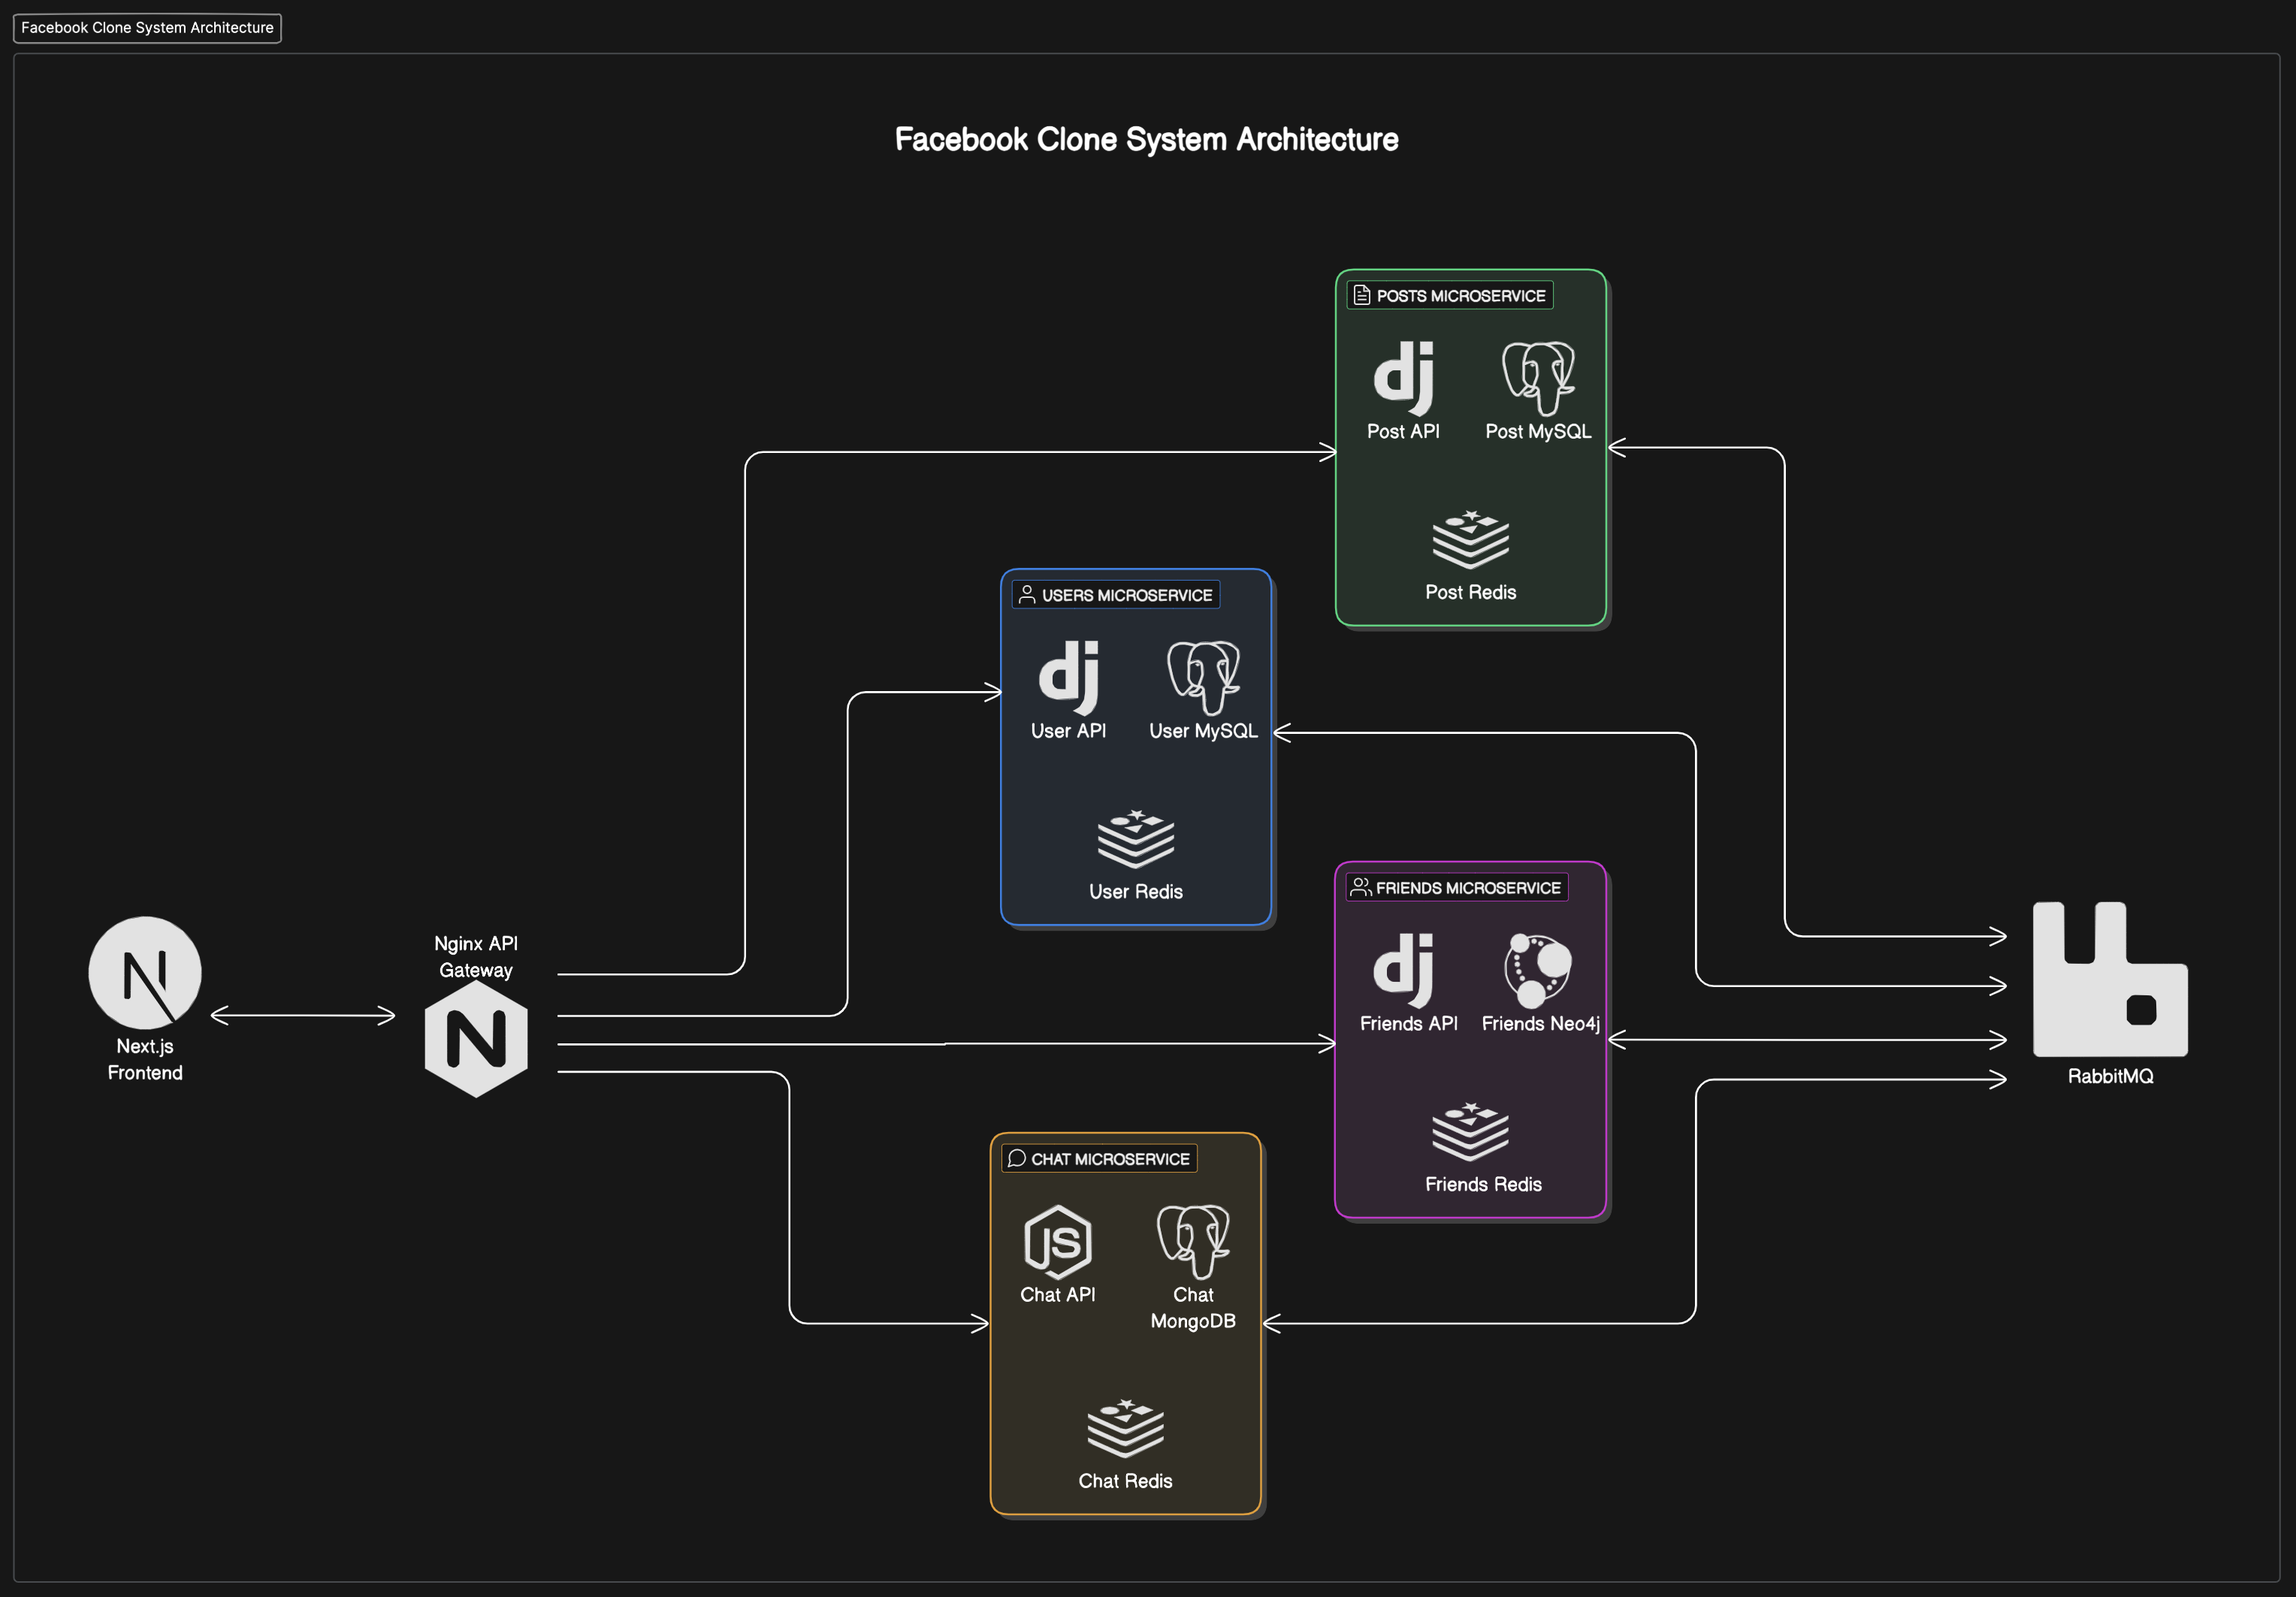 Facebook Clone System Architecture
Facebook Clone System Architecture
POSTS MICROSERVICE
Post API
Post MySQL
Post Redis
USERS MICROSERVICE
User API
User MySQL
User Redis
FRIENDS MICROSERVICE
Friends API
Friends Neo4j
Friends Redis
Nginx API
Gateway
Next.js
Frontend
RabbitMQ
CHAT MICROSERVICE
JS
Chat API
Chat
MongoDB
Chat Redis